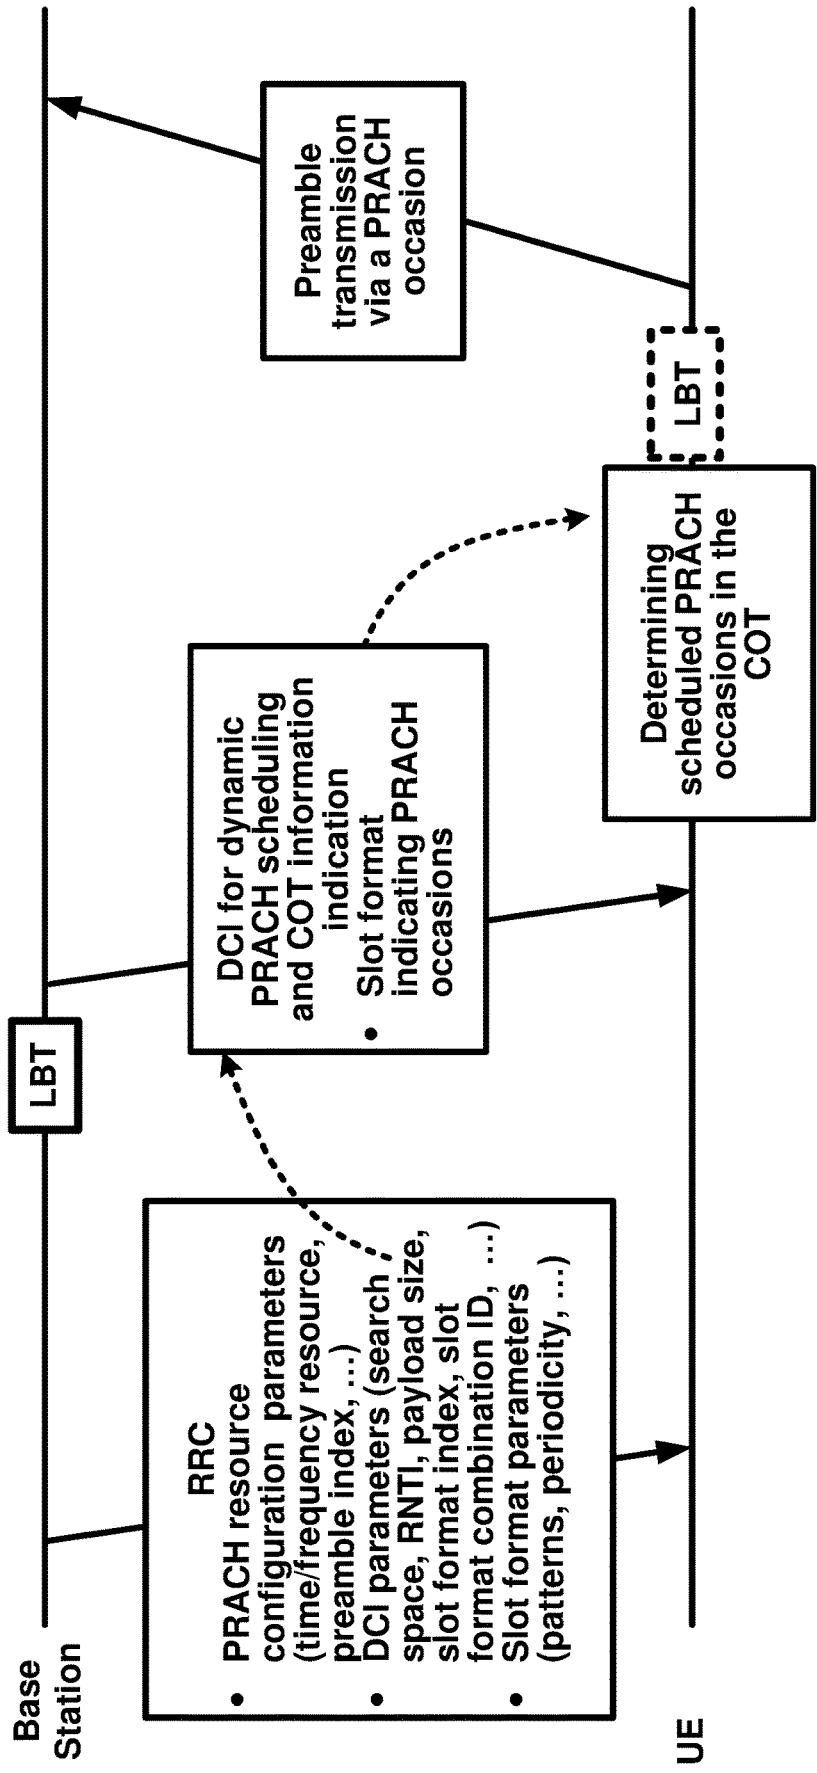 Base
Station
UE
RRC
• PRACH resource
configuration parameters
(time/frequency resource,
preamble index, ...)
• DCI parameters (search
space, RNTI, payload size,
slot format index, slot
format combination ID, ...)
• Slot format parameters
(patterns, periodicity, ...)
LBT
DCI for dynamic
PRACH scheduling
and COT information
indication
• Slot format
indicating PRACH
occasions
Determining
scheduled PRACH
occasions in the
COT
LBT
Preamble
transmission
via a PRACH
occasion